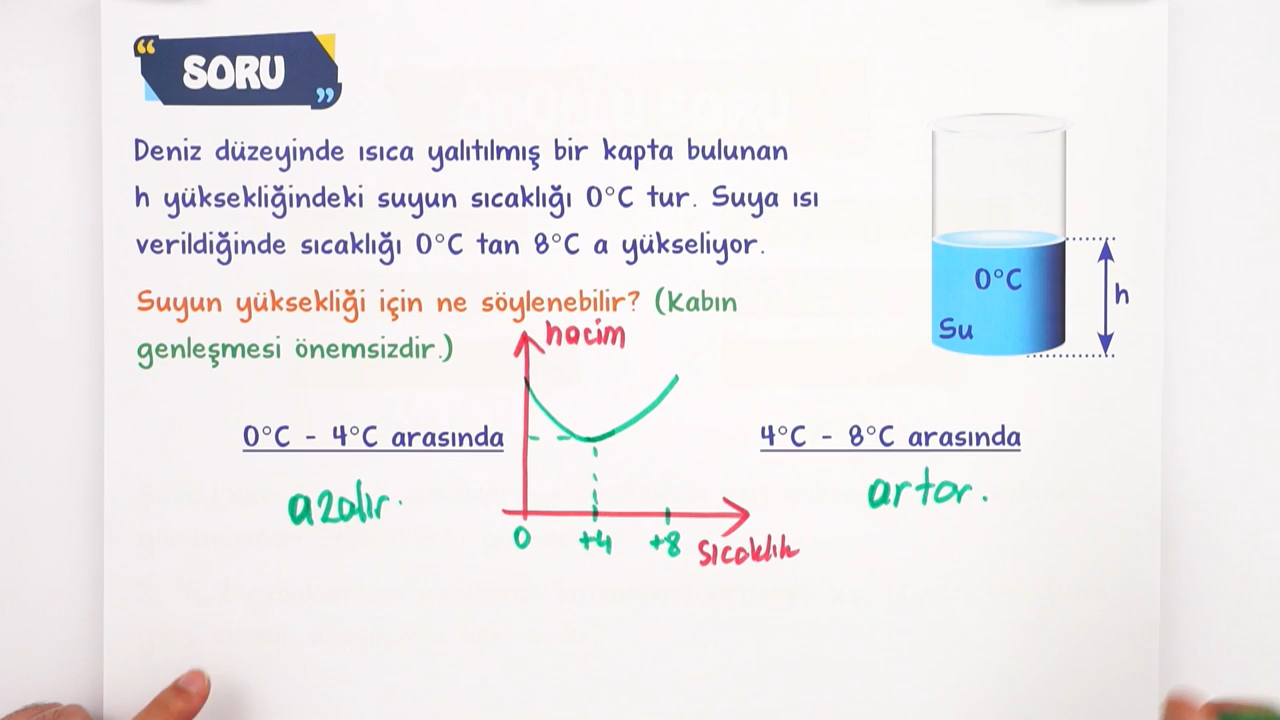 “ SORU ”
Deniz düzeyinde ısıca yalıtılmış bir kapta bulunan
h yüksekliğindeki suyun sıcaklığı 0°C tur. Suya ısı
verildiğinde sıcaklığı 0°C tan 8°C a yükseliyor.
Suyun yüksekliği için ne söylenebilir? (Kabın
genleşmesi önemsizdir.)
0°C
h
Su
hacim
0°C - 4°C arasında
4°C - 8°C arasında
azalır.
artar.
0 +4 +8 sıcaklık